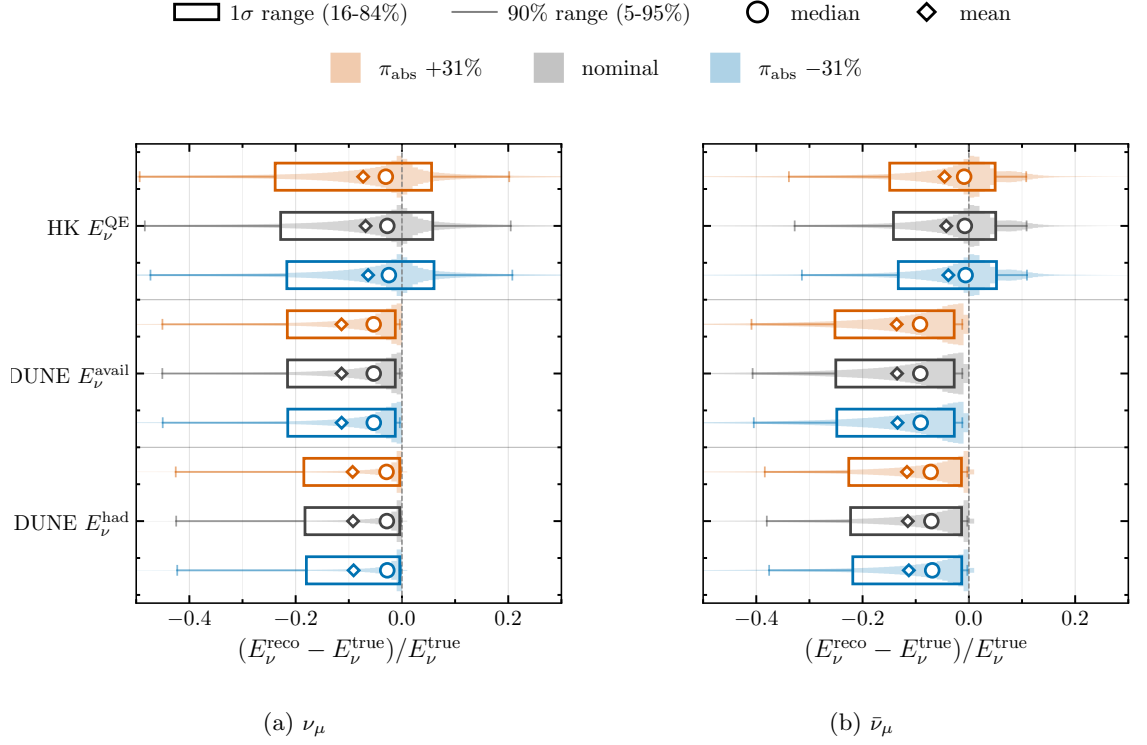 1σ range (16-84%) 90% range (5-95%) median mean
π_abs +31% nominal π_abs −31%
HK E_ν^QE
DUNE E_ν^avail
DUNE E_ν^had
−0.4 −0.2 0.0 0.2
(E_ν^reco − E_ν^true)/E_ν^true
(a) ν_μ
−0.4 −0.2 0.0 0.2
(E_ν^reco − E_ν^true)/E_ν^true
(b) ν̄_μ